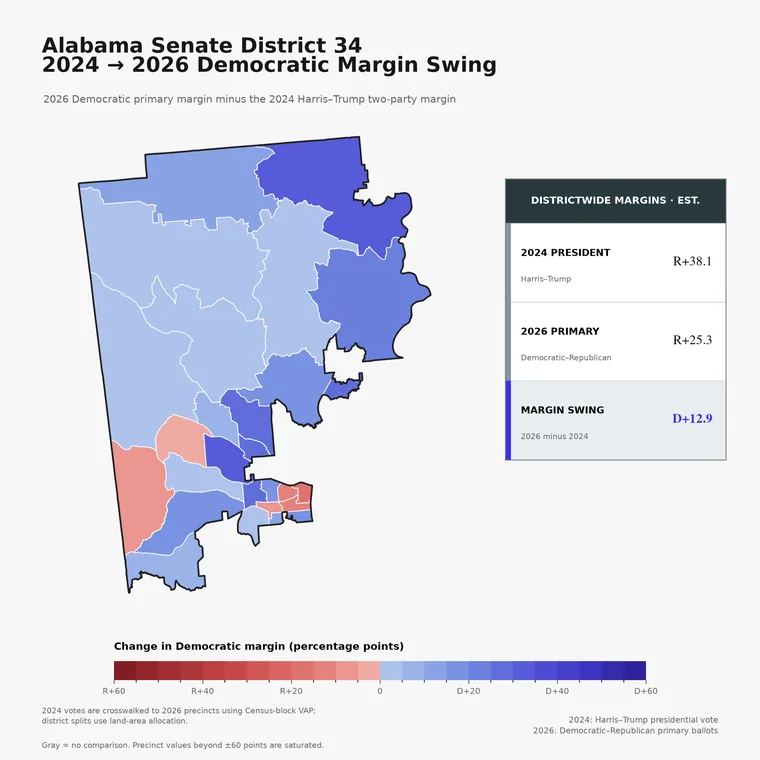 Alabama Senate District 34
2024 → 2026 Democratic Margin Swing
2026 Democratic primary margin minus the 2024 Harris–Trump two-party margin
DISTRICTWIDE MARGINS · EST.
2024 PRESIDENT
R+38.1
Harris–Trump
2026 PRIMARY
R+25.3
Democratic–Republican
MARGIN SWING
D+12.9
2026 minus 2024
Change in Democratic margin (percentage points)
R+60 R+40 R+20 0 D+20 D+40 D+60
2024 votes are crosswalked to 2026 precincts using Census-block VAP;
district splits use land-area allocation.
Gray = no comparison. Precinct values beyond ±60 points are saturated.
2024: Harris–Trump presidential vote
2026: Democratic–Republican primary ballots